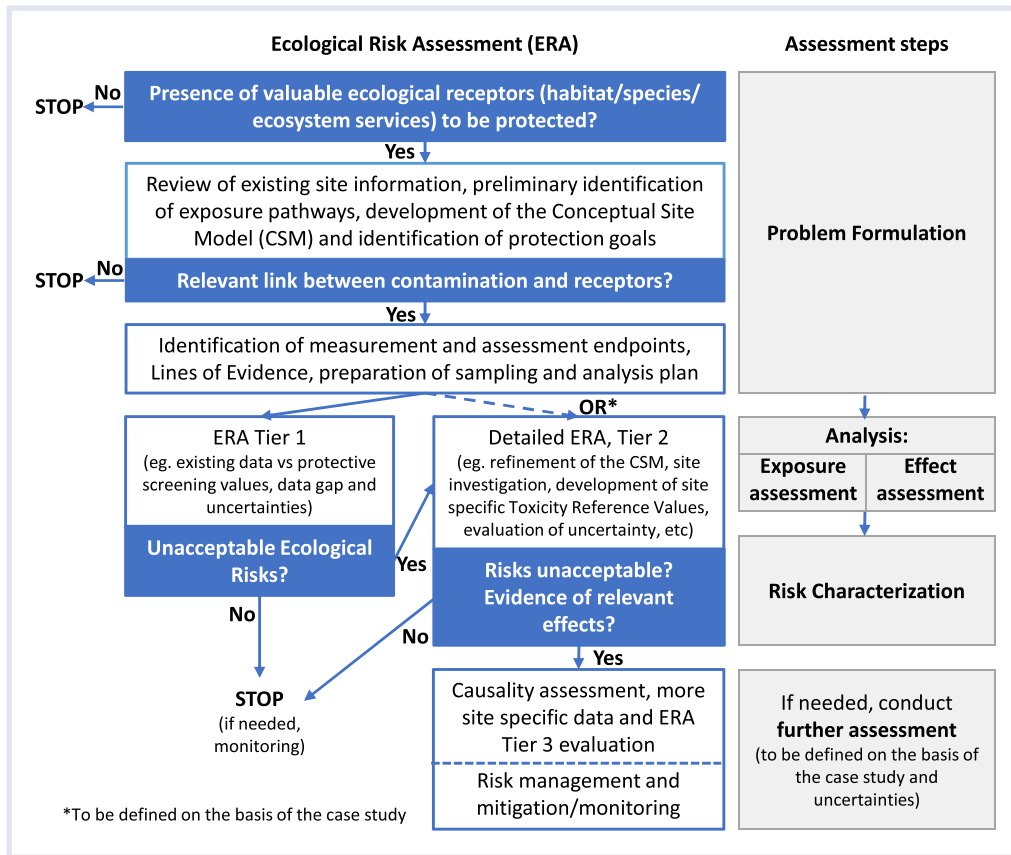 Ecological Risk Assessment (ERA)
Assessment steps
No
STOP
Presence of valuable ecological receptors (habitat/species/
ecosystem services) to be protected?
Yes
Review of existing site information, preliminary identification
of exposure pathways, development of the Conceptual Site
Model (CSM) and identification of protection goals
No
STOP
Relevant link between contamination and receptors?
Yes
Identification of measurement and assessment endpoints,
Lines of Evidence, preparation of sampling and analysis plan
Problem Formulation
OR*
ERA Tier 1
(eg. existing data vs protective
screening values, data gap and
uncertainties)
Unacceptable Ecological
Risks?
Yes
No
Detailed ERA, Tier 2
(eg. refinement of the CSM, site
investigation, development of site
specific Toxicity Reference Values,
evaluation of uncertainty, etc)
Risks unacceptable?
Evidence of relevant
effects?
No
Yes
Analysis:
Exposure
assessment
Effect
assessment
Risk Characterization
STOP
(if needed,
monitoring)
Causality assessment, more
site specific data and ERA
Tier 3 evaluation
Risk management and
mitigation/monitoring
If needed, conduct
further assessment
(to be defined on the basis of
the case study and
uncertainties)
*To be defined on the basis of the case study